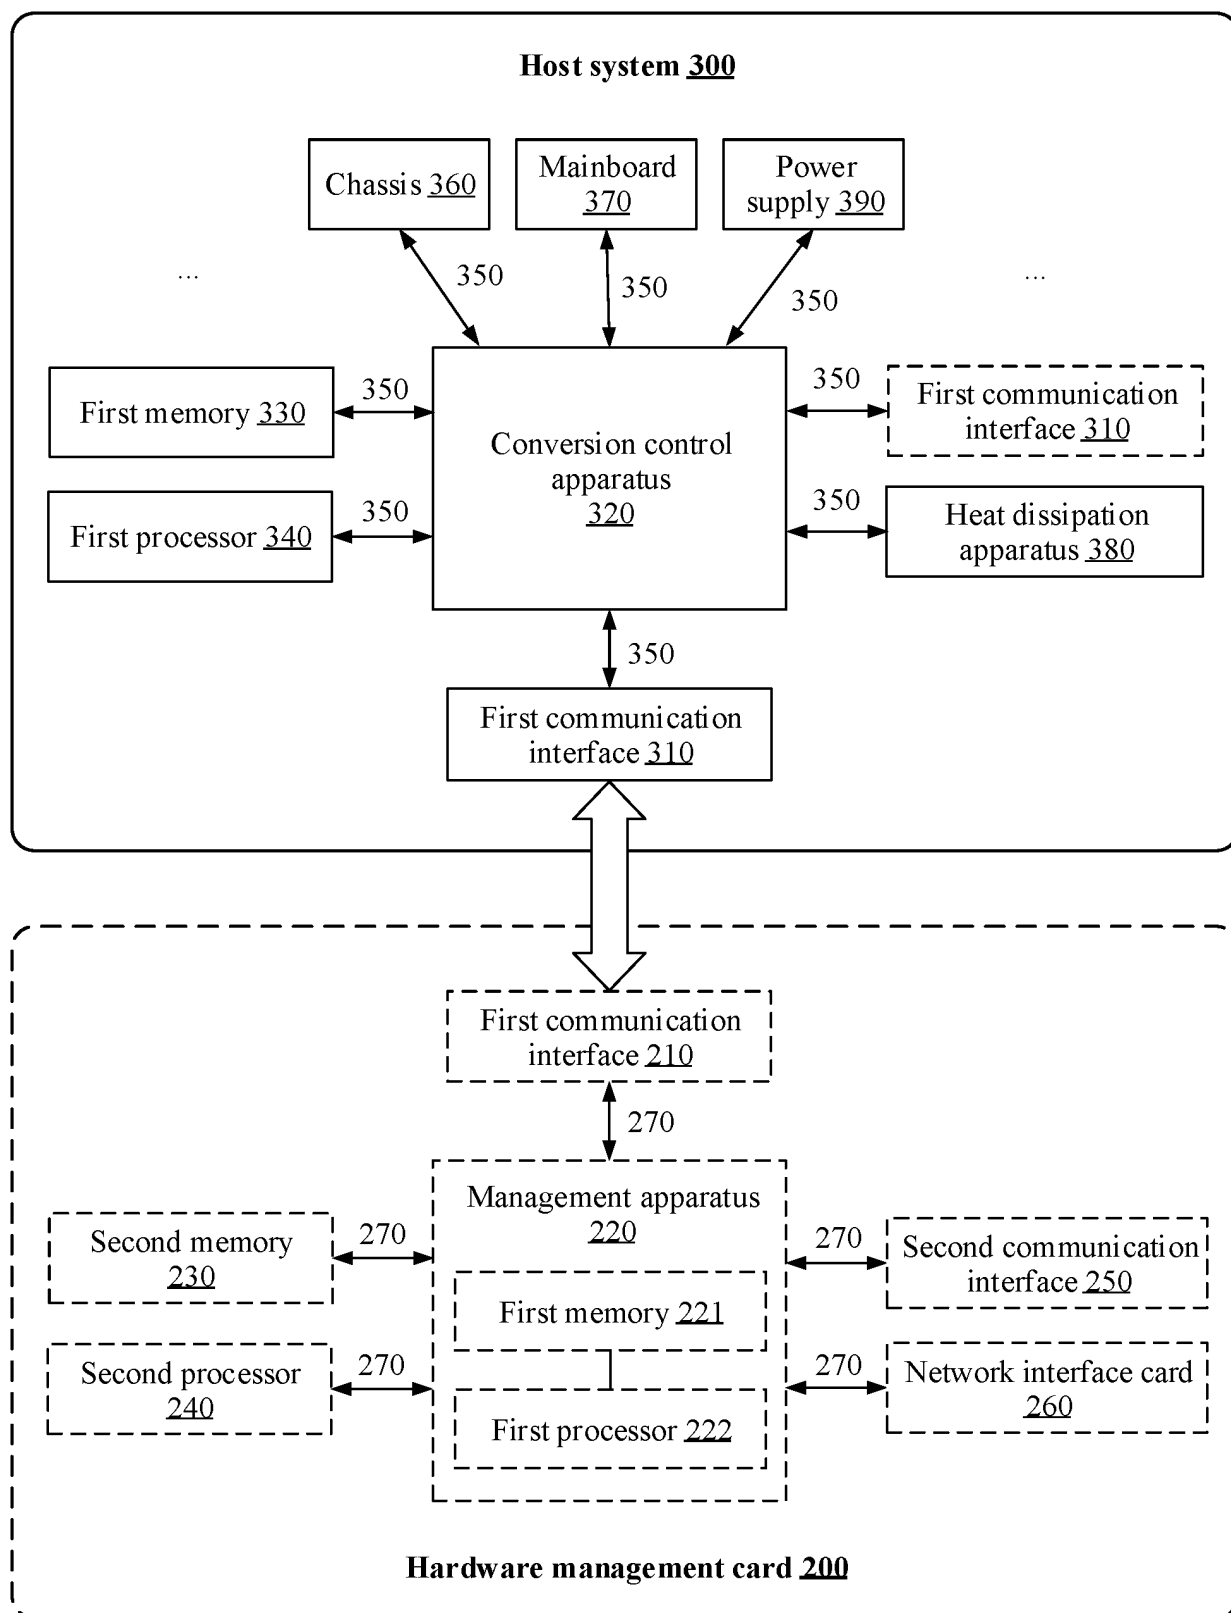 Host system 300
Chassis 360
Mainboard
370
Power
supply 390
350
350
350
...
...
First memory 330
350
Conversion control
apparatus
320
350
First communication
interface 310
First processor 340
350
350
Heat dissipation
apparatus 380
350
First communication
interface 310
First communication
interface 210
270
Management apparatus
220
Second memory
230
270
270
Second communication
interface 250
First memory 221
Second processor
240
270
270
Network interface card
260
First processor 222
Hardware management card 200